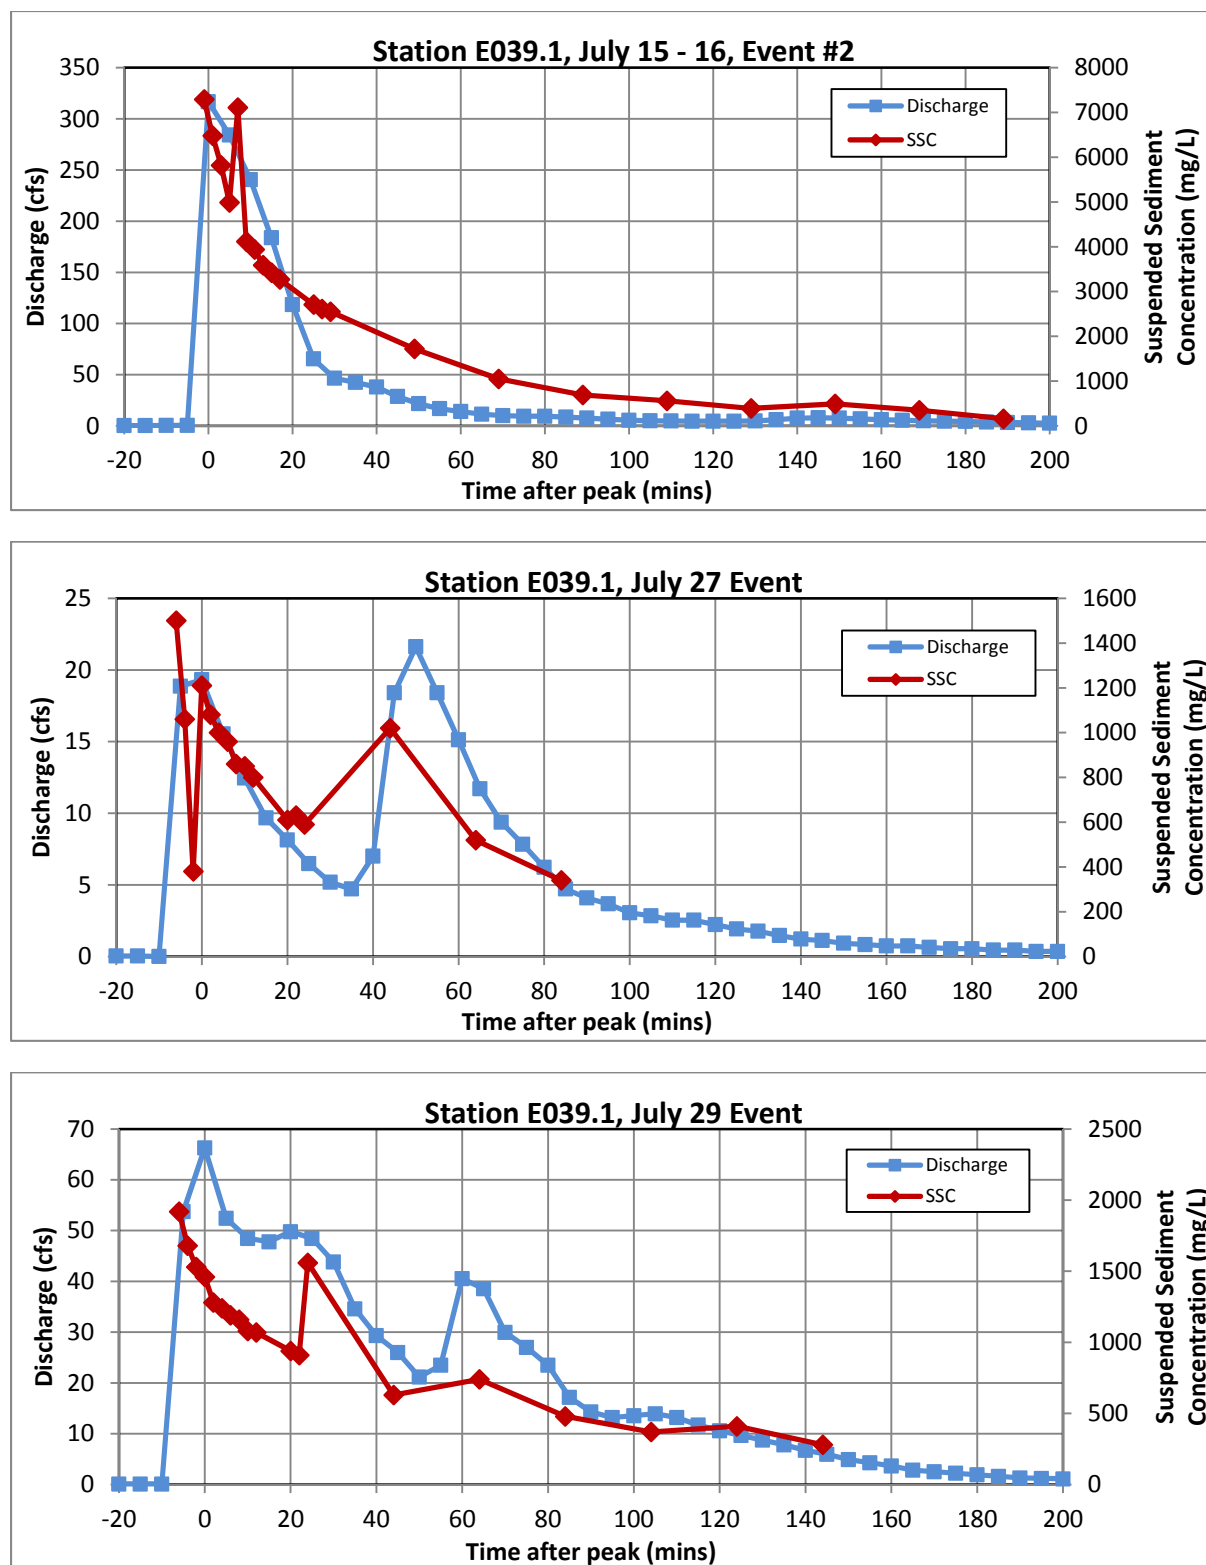 Station E039.1, July 15 - 16, Event #2
350
300
250
200
150
100
50
0
8000
7000
6000
5000
4000
3000
2000
1000
0
-20 0 20 40 60 80 100 120 140 160 180 200
Discharge (cfs)
Suspended Sediment
Concentration (mg/L)
Time after peak (mins)
Discharge
SSC
Station E039.1, July 27 Event
25
20
15
10
5
0
1600
1400
1200
1000
800
600
400
200
0
-20 0 20 40 60 80 100 120 140 160 180 200
Discharge (cfs)
Suspended Sediment
Concentration (mg/L)
Time after peak (mins)
Discharge
SSC
Station E039.1, July 29 Event
70
60
50
40
30
20
10
0
2500
2000
1500
1000
500
0
-20 0 20 40 60 80 100 120 140 160 180 200
Discharge (cfs)
Suspended Sediment
Concentration (mg/L)
Time after peak (mins)
Discharge
SSC